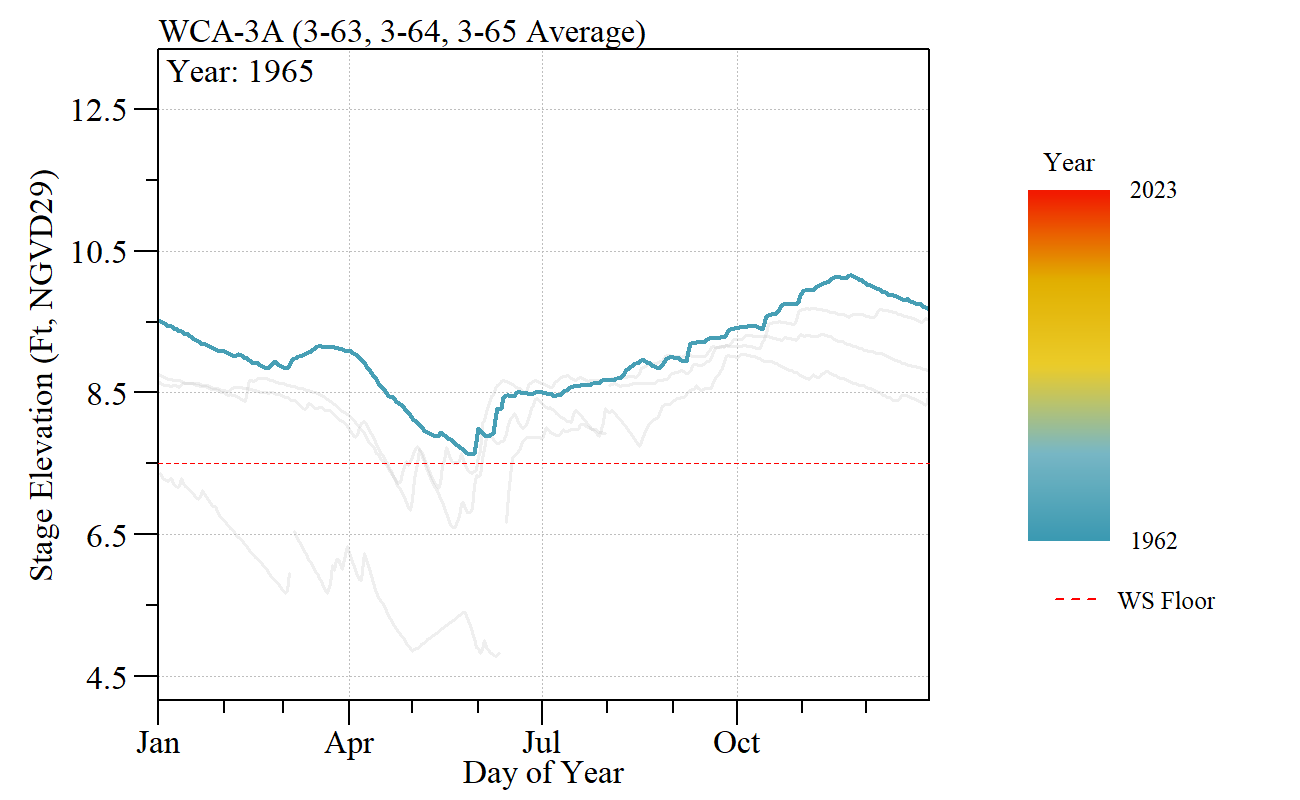 WCA-3A (3-63, 3-64, 3-65 Average)
Year: 1965
12.5
10.5
8.5
6.5
4.5
Stage Elevation (Ft, NGVD29)
Jan Apr Jul Oct
Day of Year
Year
2023
1962
WS Floor